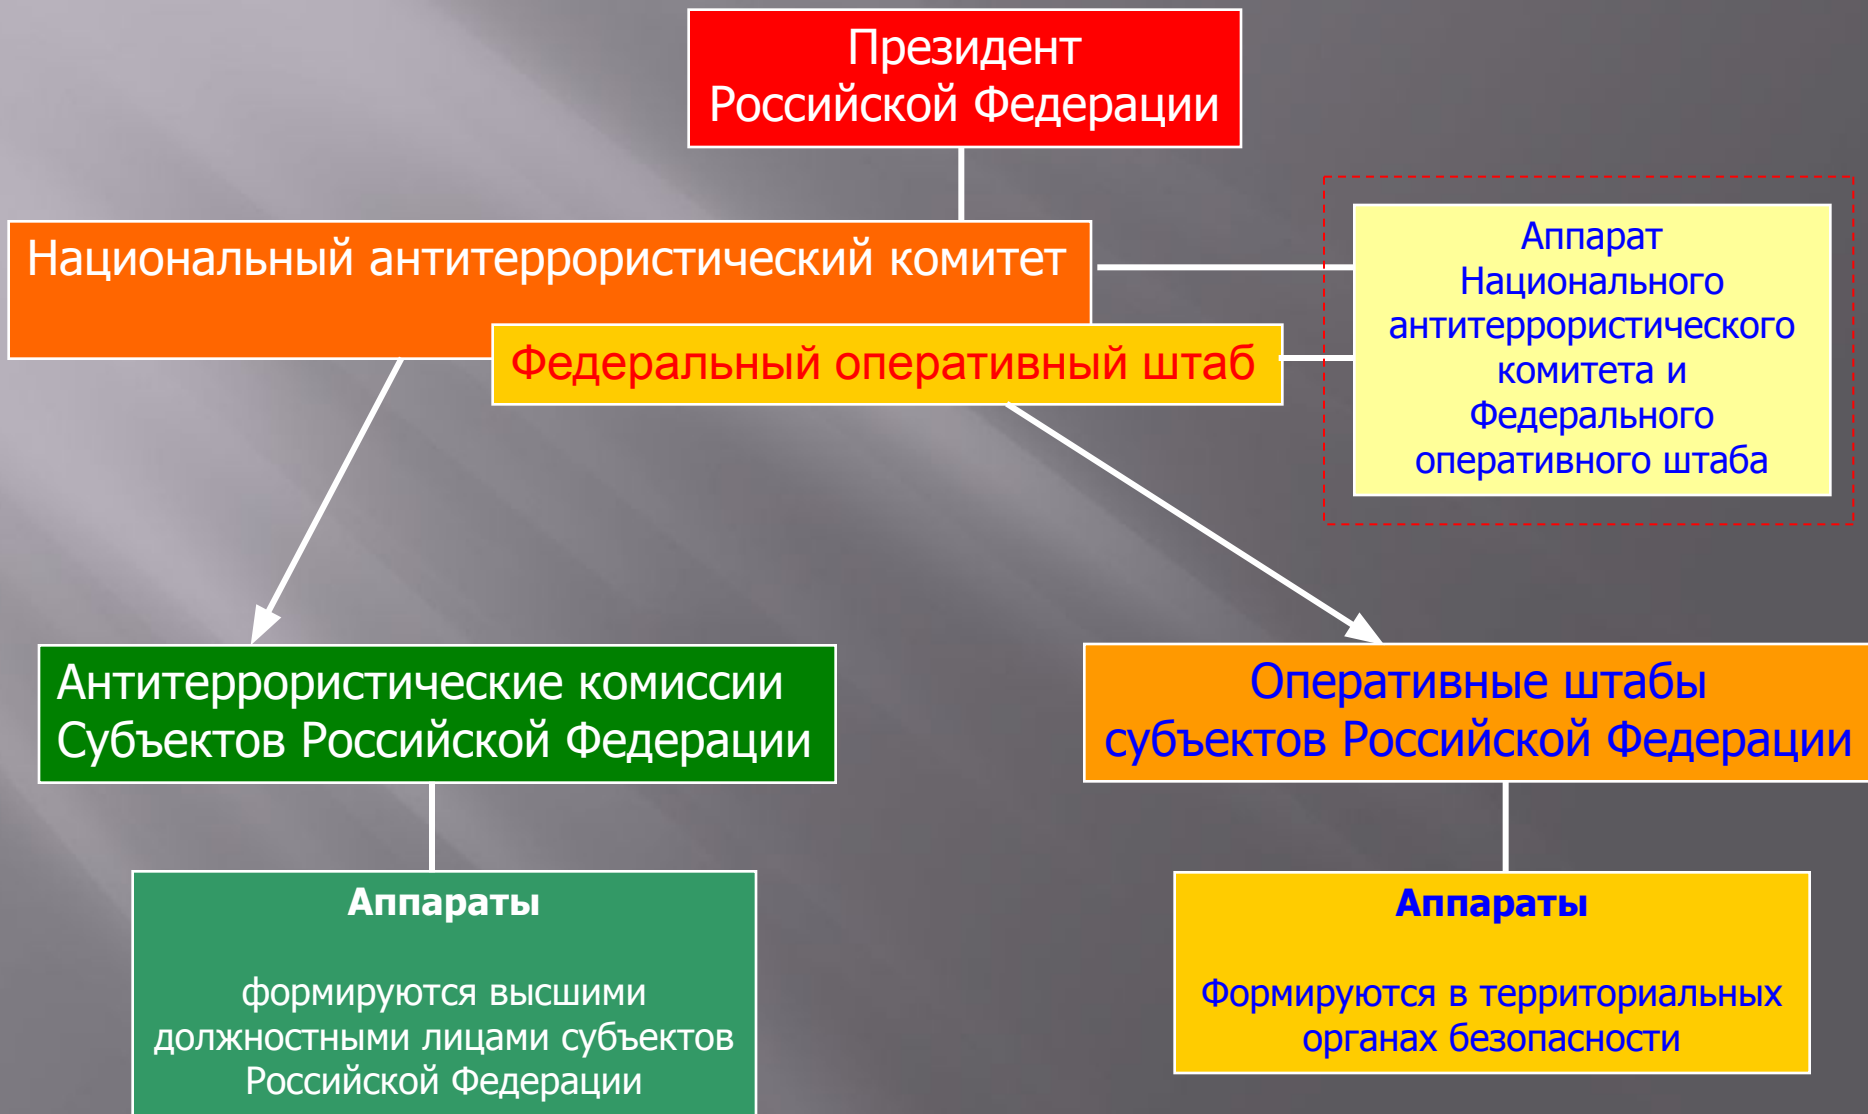 Президент
Российской Федерации
Национальный антитеррористический комитет
Федеральный оперативный штаб
Аппарат
Национального
антитеррористического
комитета и
Федерального
оперативного штаба
Антитеррористические комиссии
Субъектов Российской Федерации
Оперативные штабы
субъектов Российской Федерации
Аппараты
формируются высшими
должностными лицами субъектов
Российской Федерации
Аппараты
Формируются в территориальных
органах безопасности